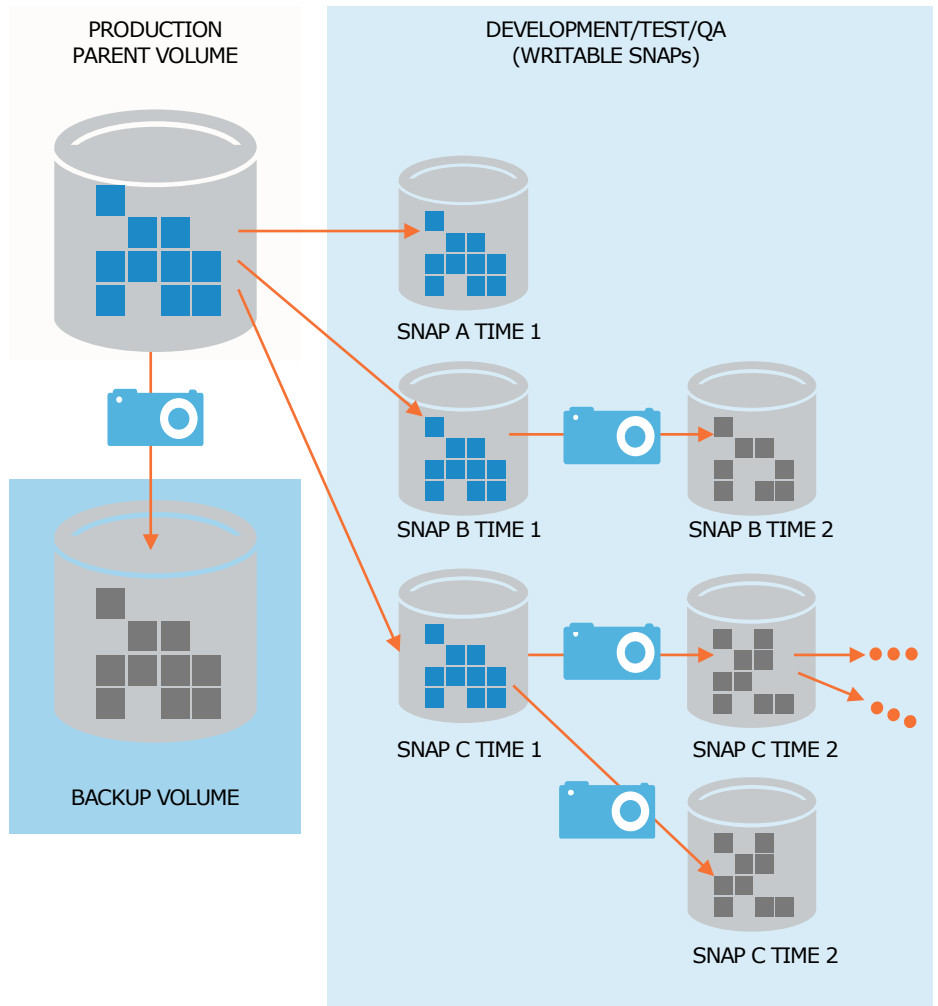 PRODUCTION
PARENT VOLUME
DEVELOPMENT/TEST/QA
(WRITABLE SNAPs)
SNAP A TIME 1
SNAP B TIME 1
SNAP B TIME 2
SNAP C TIME 1
SNAP C TIME 2
BACKUP VOLUME
SNAP C TIME 2